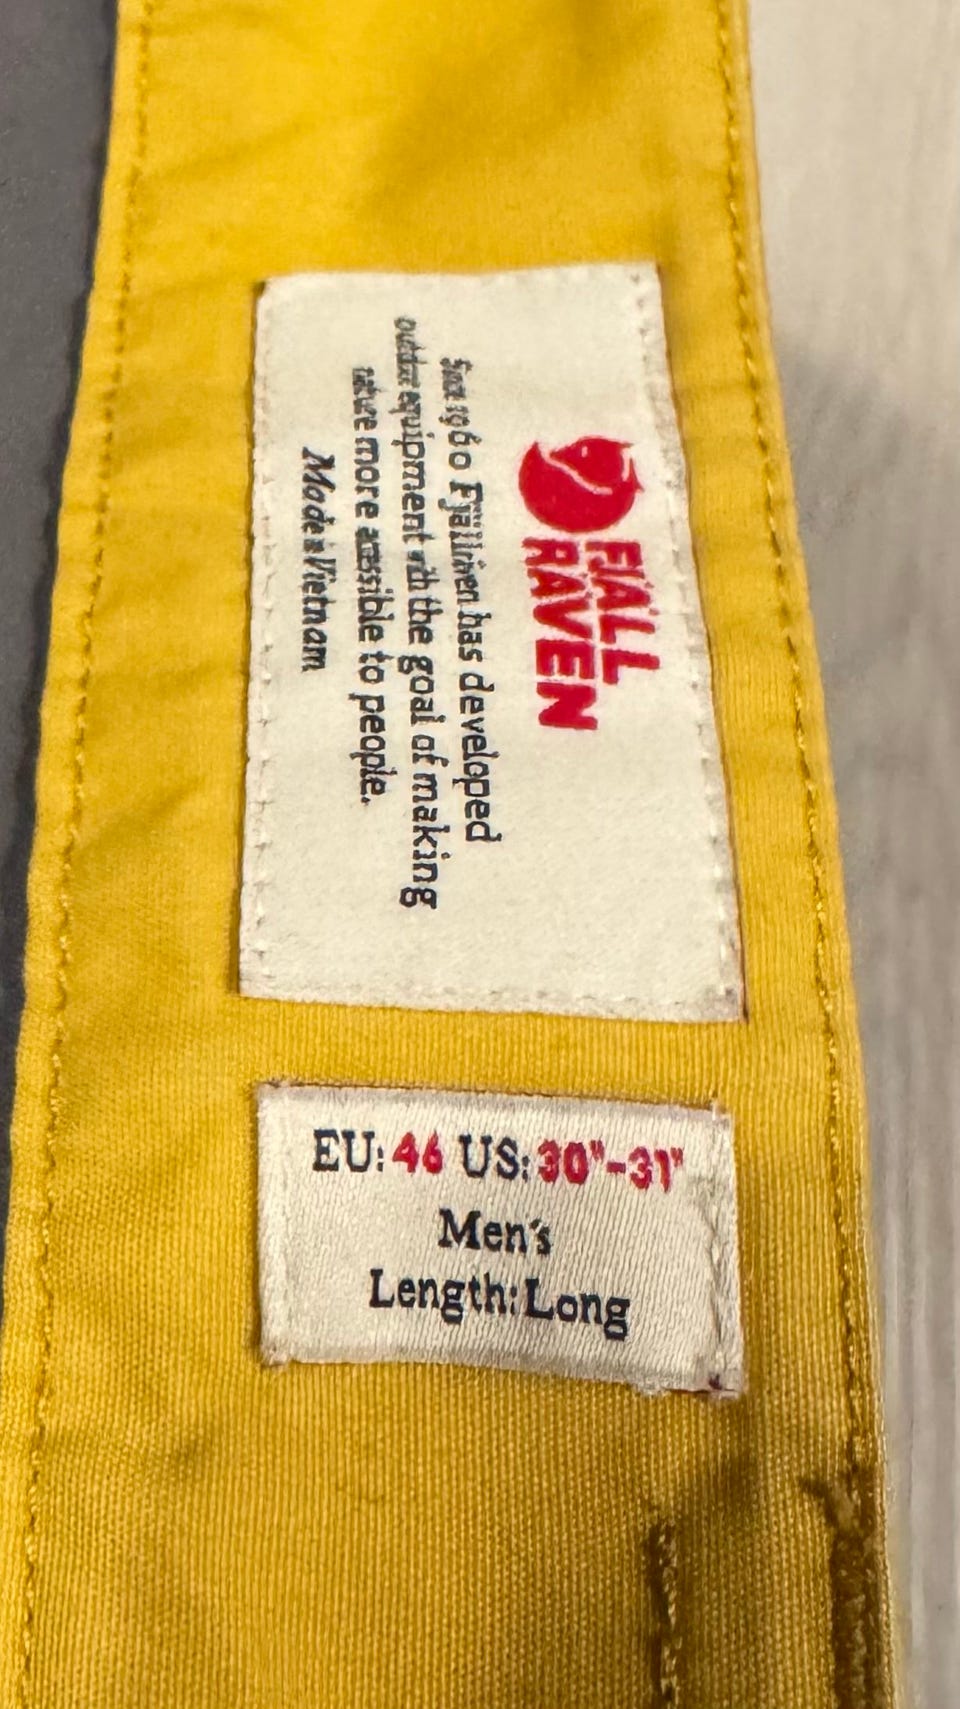 FJÄLL
RÄVEN
Since 1960 Fjällräven has developed
outdoor equipment with the goal of making
nature more accessible to people.
Made in Vietnam
EU: 46 US: 30"-31"
Men's
Length: Long